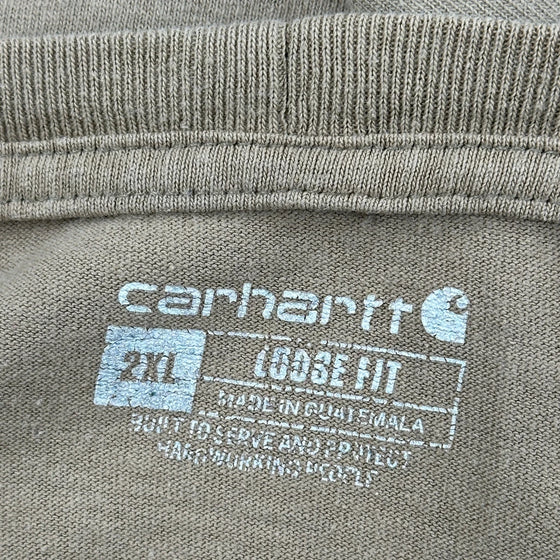 carhartt
2XL LOOSE FIT
MADE IN GUATEMALA
BUILT TO SERVE AND PROTECT
HARDWORKING PEOPLE